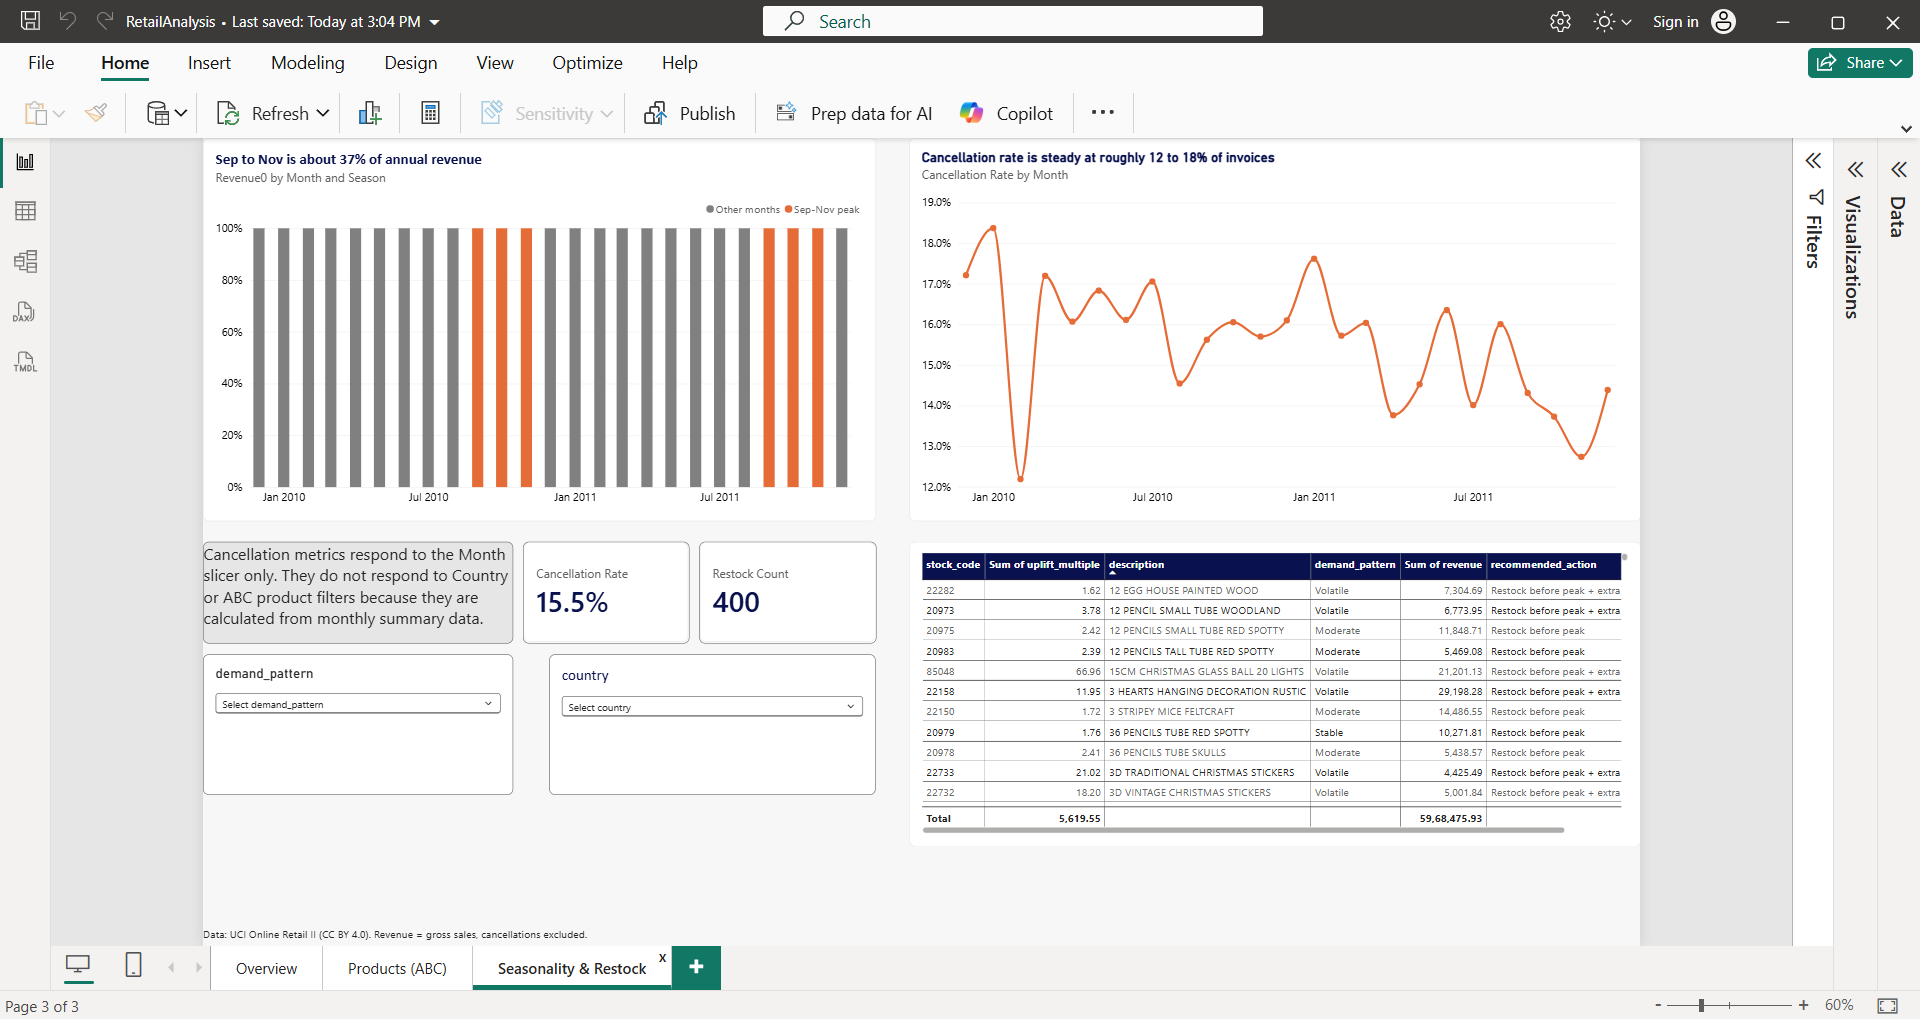 RetailAnalysis • Last saved: Today at 3:04 PM
Search
Sign in
File Home Insert Modeling Design View Optimize Help
Share
Refresh
Sensitivity
Publish
Prep data for AI
Copilot
Sep to Nov is about 37% of annual revenue
Revenue0 by Month and Season
Other months Sep-Nov peak
100%
80%
60%
40%
20%
0%
Jan 2010 Jul 2010 Jan 2011 Jul 2011
Cancellation rate is steady at roughly 12 to 18% of invoices
Cancellation Rate by Month
19.0%
18.0%
17.0%
16.0%
15.0%
14.0%
13.0%
12.0%
Jan 2010 Jul 2010 Jan 2011 Jul 2011
Filters
Visualizations
Data
DAX
TMDL
Cancellation metrics respond to the Month
slicer only. They do not respond to Country
or ABC product filters because they are
calculated from monthly summary data.
Cancellation Rate
15.5%
Restock Count
400
demand_pattern
Select demand_pattern
country
Select country
stock_code Sum of uplift_multiple description demand_pattern Sum of revenue recommended_action
22282 1.62 12 EGG HOUSE PAINTED WOOD Volatile 7,304.69 Restock before peak + extra
20973 3.78 12 PENCIL SMALL TUBE WOODLAND Volatile 6,773.95 Restock before peak + extra
20975 2.42 12 PENCILS SMALL TUBE RED SPOTTY Moderate 11,848.71 Restock before peak
20983 2.39 12 PENCILS TALL TUBE RED SPOTTY Moderate 5,469.08 Restock before peak
85048 66.96 15CM CHRISTMAS GLASS BALL 20 LIGHTS Volatile 21,201.13 Restock before peak + extra
22158 11.95 3 HEARTS HANGING DECORATION RUSTIC Volatile 29,198.28 Restock before peak + extra
22150 1.72 3 STRIPEY MICE FELTCRAFT Moderate 14,486.55 Restock before peak
20979 1.76 36 PENCILS TUBE RED SPOTTY Stable 10,271.81 Restock before peak
20978 2.41 36 PENCILS TUBE SKULLS Moderate 5,438.57 Restock before peak
22733 21.02 3D TRADITIONAL CHRISTMAS STICKERS Volatile 4,425.49 Restock before peak + extra
22732 18.20 3D VINTAGE CHRISTMAS STICKERS Volatile 5,001.84 Restock before peak + extra
Total 5,619.55 59,68,475.93
Data: UCI Online Retail II (CC BY 4.0). Revenue = gross sales, cancellations excluded.
Overview Products (ABC) Seasonality & Restock x +
Page 3 of 3
- + 60%